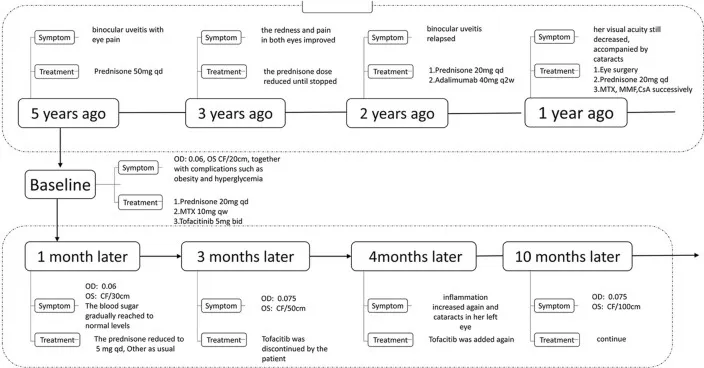 Symptom
binocular uveitis with
eye pain
Treatment
Prednisone 50mg qd
5 years ago
Symptom
the redness and pain
in both eyes improved
Treatment
the prednisone dose
reduced until stopped
3 years ago
Symptom
binocular uveitis
relapsed
Treatment
1.Prednisone 20mg qd
2.Adalimumab 40mg q2w
2 years ago
Symptom
her visual acuity still
decreased,
accompanied by
cataracts
Treatment
1.Eye surgery
2.Prednisone 20mg qd
3.MTX, MMF,CsA successively
1 year ago
Baseline
Symptom
OD: 0.06, OS CF/20cm, together
with complications such as
obesity and hyperglycemia
Treatment
1.Prednisone 20mg qd
2.MTX 10mg qw
3.Tofacitinib 5mg bid
1 month later
Symptom
OD: 0.06
OS: CF/30cm
The blood sugar
gradually reached to
normal levels
Treatment
The prednisone reduced to
5 mg qd, Other as usual
3 months later
Symptom
OD: 0.075
OS: CF/50cm
Treatment
Tofacitib was
discontinued by the
patient
4months later
Symptom
inflammation
increased again and
cataracts in her left
eye
Treatment
Tofacitib was added again
10 months later
Symptom
OD: 0.075
OS: CF/100cm
Treatment
continue